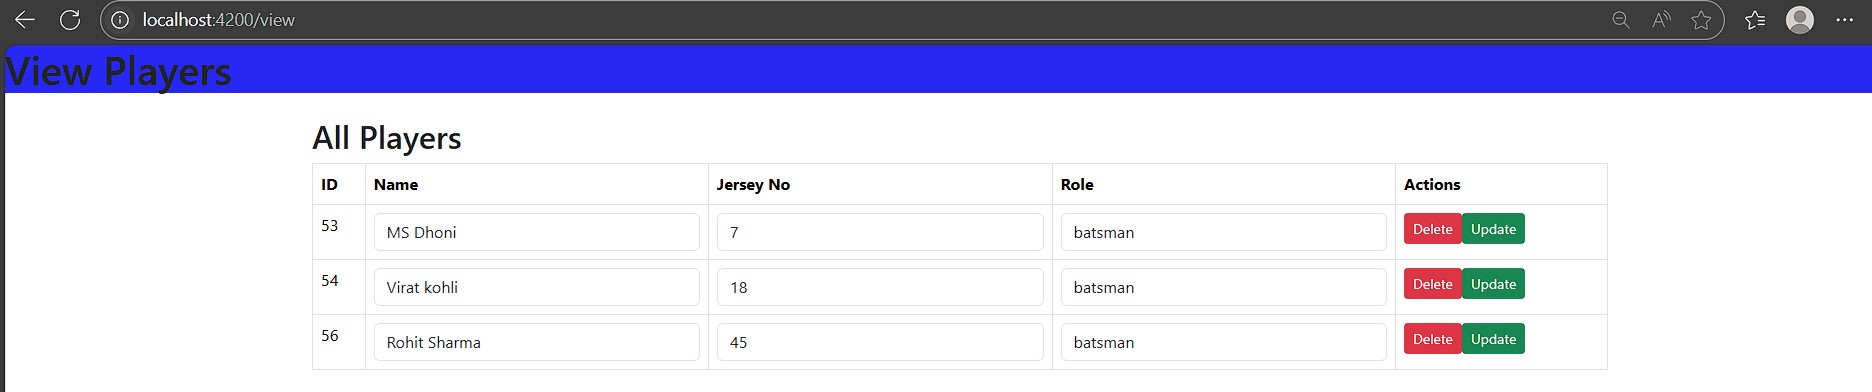 localhost:4200/view
View Players
All Players
ID Name Jersey No Role Actions
53 MS Dhoni 7 batsman Delete Update
54 Virat kohli 18 batsman Delete Update
56 Rohit Sharma 45 batsman Delete Update